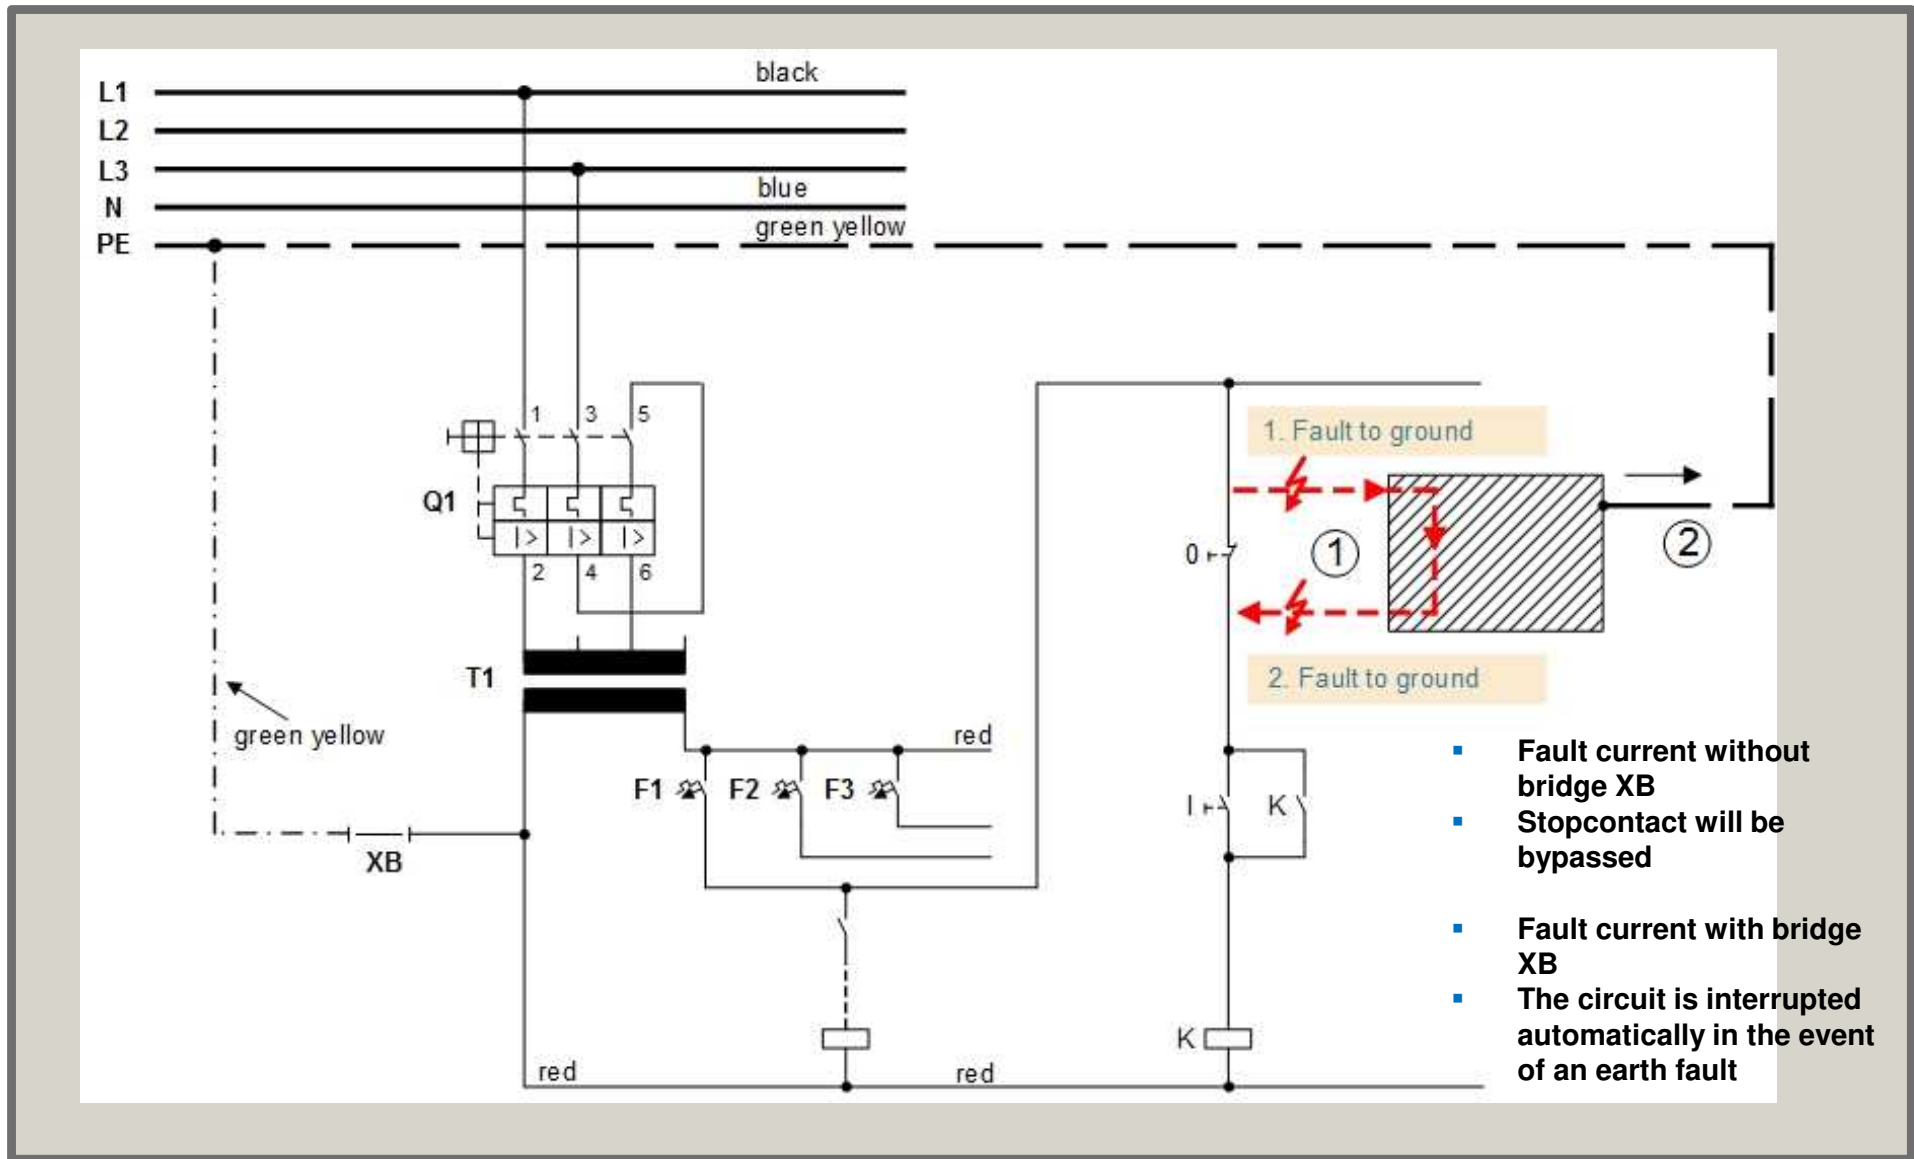 black
L1
L2
L3
blue
N
green yellow
PE
1 3 5
1. Fault to ground
Q1
I> I> I>
2 4 6
0
1
2
T1
2. Fault to ground
green yellow
red
F1 F2 F3
XB
I K
K
red
red
Fault current without
bridge XB
Stopcontact will be
bypassed
Fault current with bridge
XB
The circuit is interrupted
automatically in the event
of an earth fault